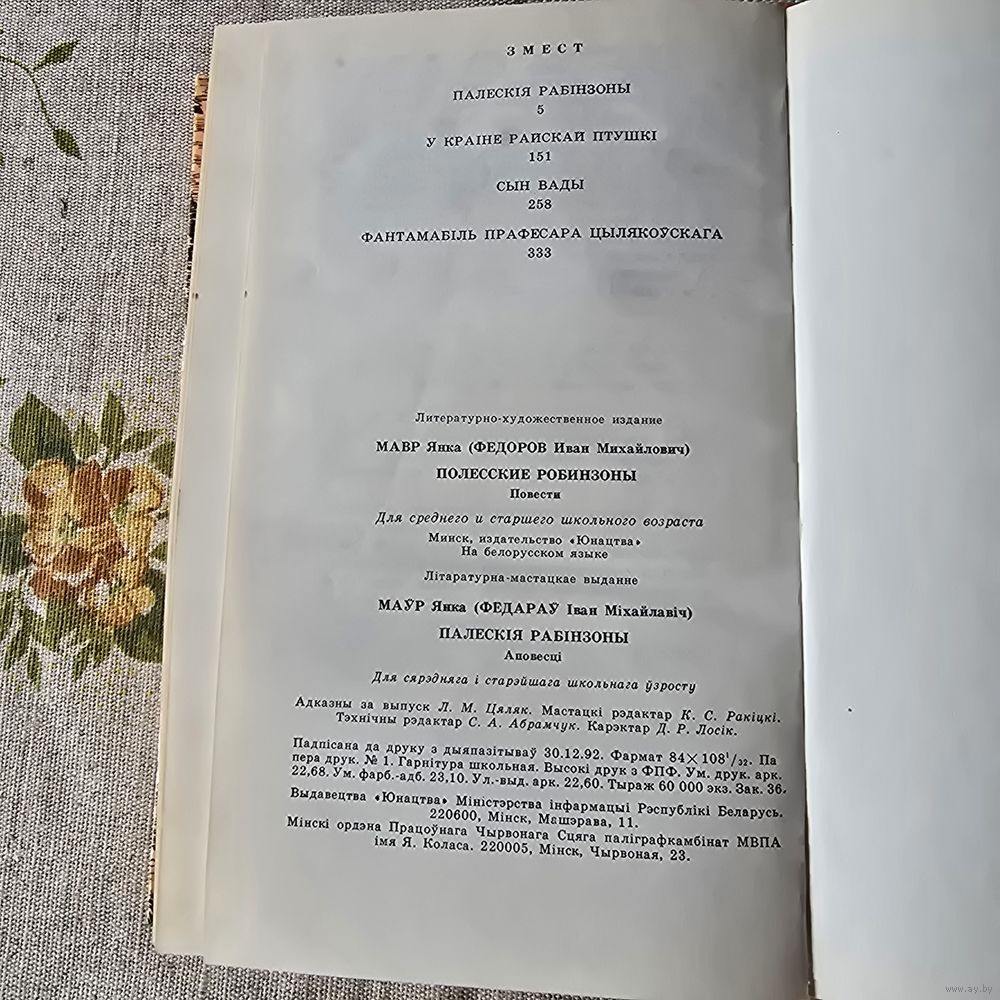 ЗМЕСТ
ПАЛЕСКІЯ РАБІНЗОНЫ
5
У КРАІНЕ РАЙСКАЙ ПТУШКІ
151
СЫН ВАДЫ
258
ФАНТАМАБІЛЬ ПРАФЕСАРА ЦЫЛЯКОЎСКАГА
333
Литературно-художественное издание
МАВР Янка (ФЕДОРОВ Иван Михайлович)
ПОЛЕССКИЕ РОБИНЗОНЫ
Повести
Для среднего и старшего школьного возраста
Минск, издательство «Юнацтва»
На белорусском языке
Літаратурна-мастацкае выданне
МАЎР Янка (ФЕДАРАЎ Іван Міхайлавіч)
ПАЛЕСКІЯ РАБІНЗОНЫ
Аповесці
Для сярэдняга і старэйшага школьнага ўзросту
Адказны за выпуск Л. М. Цяляк. Мастацкі рэдактар К. С. Ракіцкі.
Тэхнічны рэдактар С. А. Абрамчук. Карэктар Д. Р. Лосік.
Падпісана да друку з дыяпазітываў 30.12.92. Фармат 84×108¹/₃₂. Па
пера друк. № 1. Гарнітура школьная. Высокі друк з ФПФ. Ум. друк. арк.
22,68. Ум. фарб.-адб. 23,10. Ул.-выд. арк. 22,60. Тыраж 60 000 экз. Зак. 36.
Выдавецтва «Юнацтва» Міністэрства інфармацыі Рэспублікі Беларусь.
220600, Мінск, Машэрава, 11.
Мінскі ордэна Працоўнага Чырвонага Сцяга паліграфкамбінат МВПА
імя Я. Коласа. 220005, Мінск, Чырвоная, 23.
www.ay.by